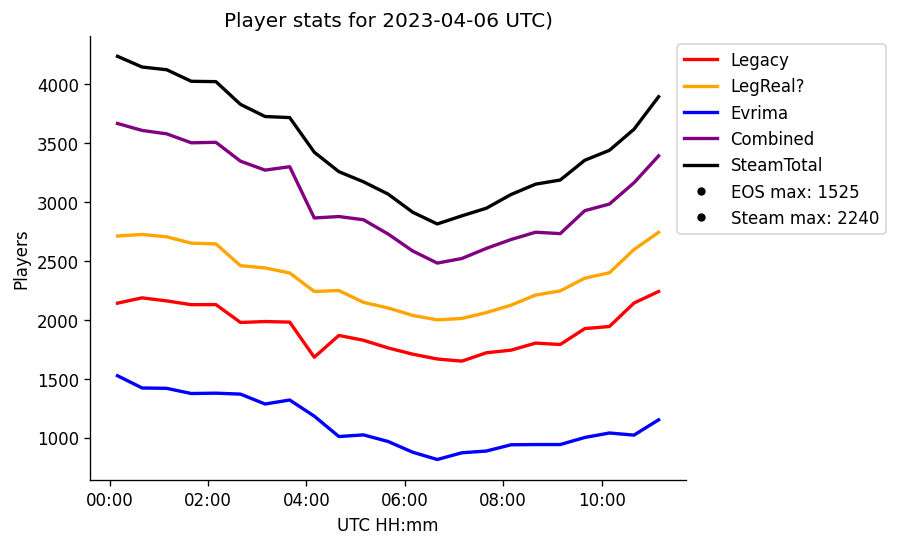 Player stats for 2023-04-06 UTC)
Players
4000
3500
3000
2500
2000
1500
1000
00:00
02:00
04:00
06:00
08:00
10:00
UTC HH:mm
Legacy
LegReal?
Evrima
Combined
SteamTotal
EOS max: 1525
Steam max: 2240